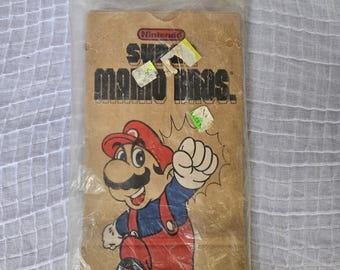 Nintendo
SUPER
MARIO BROS.